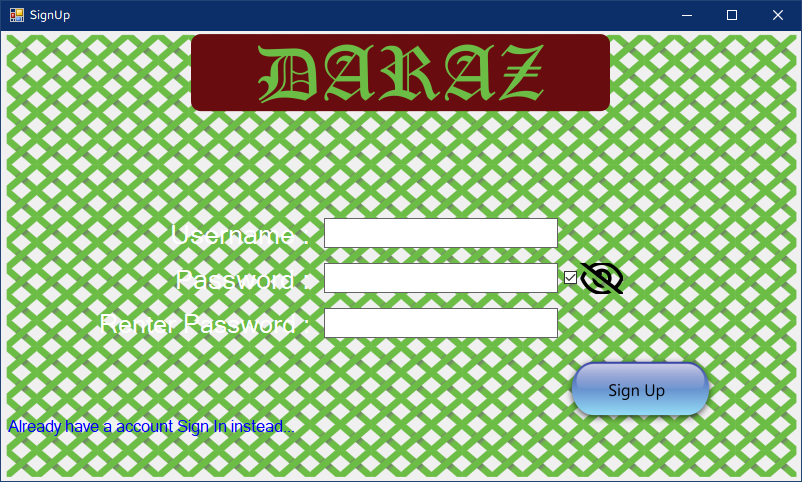 SignUp
DARAZ
Username :
Password :
Renter Password :
Sign Up
Already have a account Sign In instead...